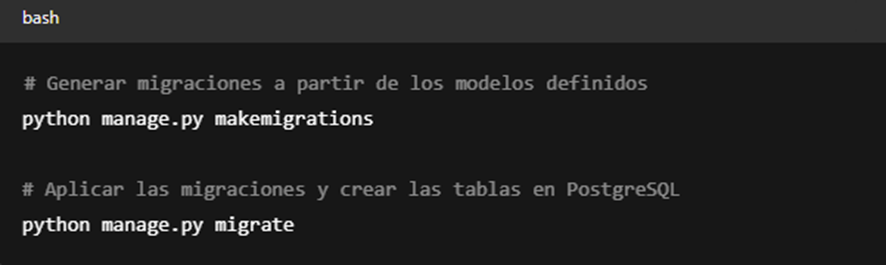 bash
# Generar migraciones a partir de los modelos definidos
python manage.py makemigrations
# Aplicar las migraciones y crear las tablas en PostgreSQL
python manage.py migrate